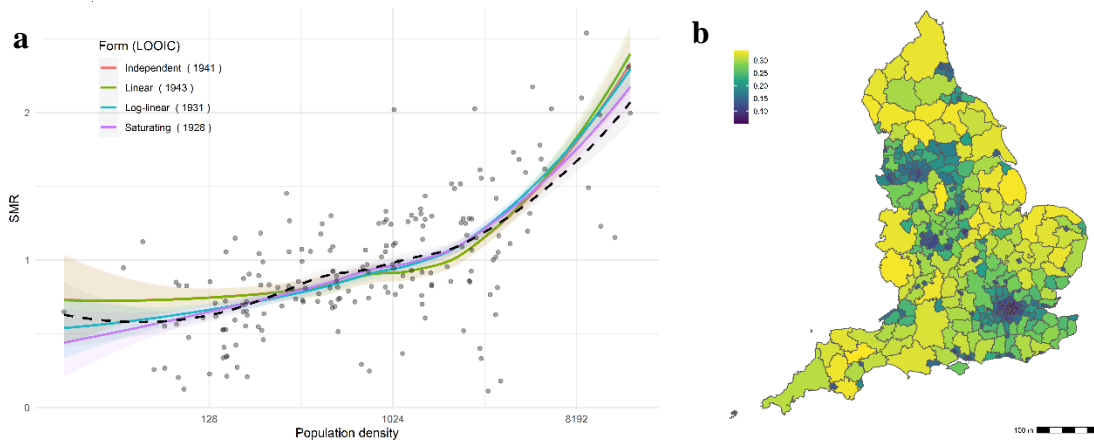 a
Form (LOOIC)
Independent ( 1941)
Linear ( 1943)
Log-linear ( 1931)
Saturating ( 1928)
SMR
2
1
0
128
1024
8192
Population density
b
0.30
0.25
0.20
0.15
0.10